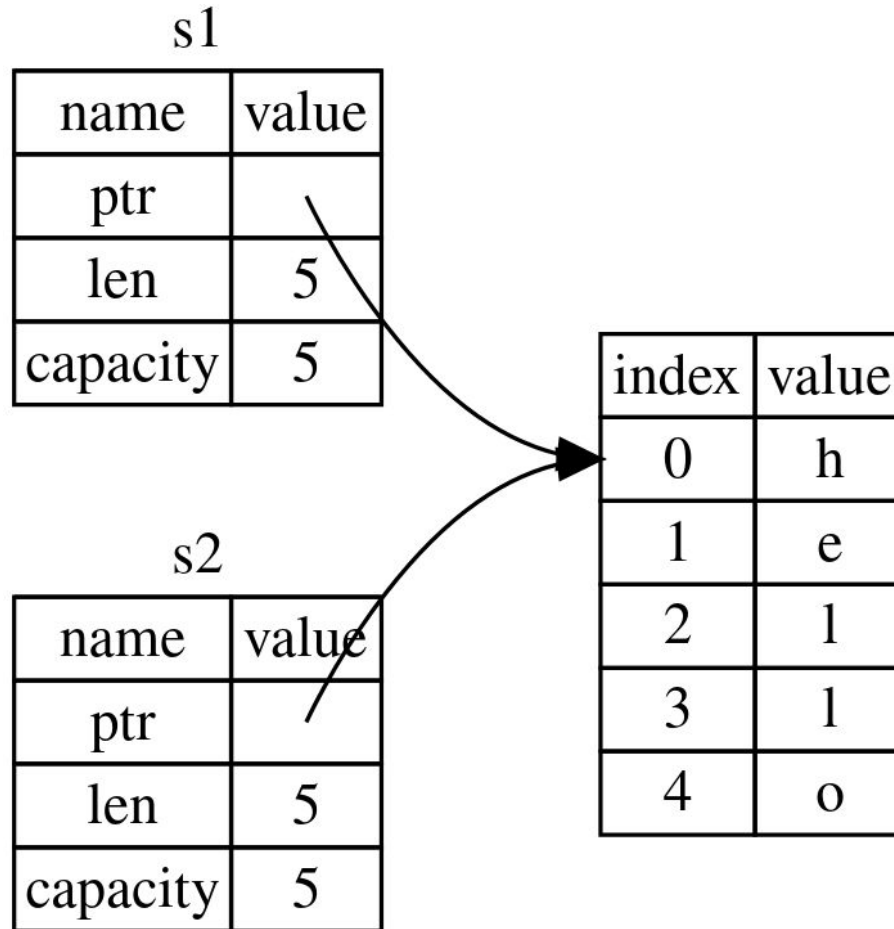 s1
name value
ptr
len 5
capacity 5
s2
name value
ptr
len 5
capacity 5
index value
0 h
1 e
2 l
3 l
4 o